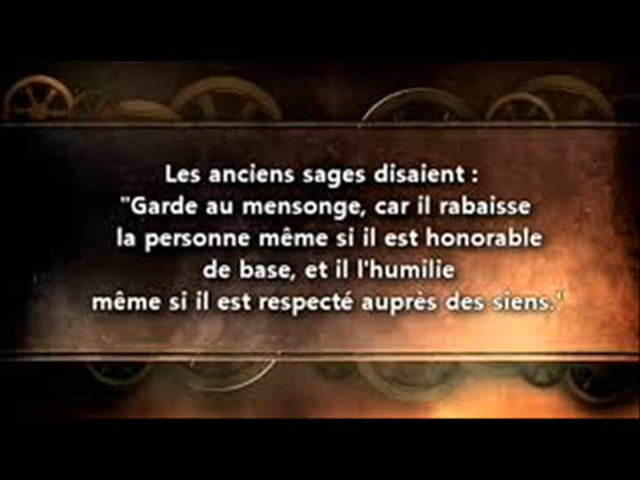 Les anciens sages disaient :
"Garde au mensonge, car il rabaisse
la personne même si il est honorable
de base, et il l'humilie
même si il est respecté auprès des siens."